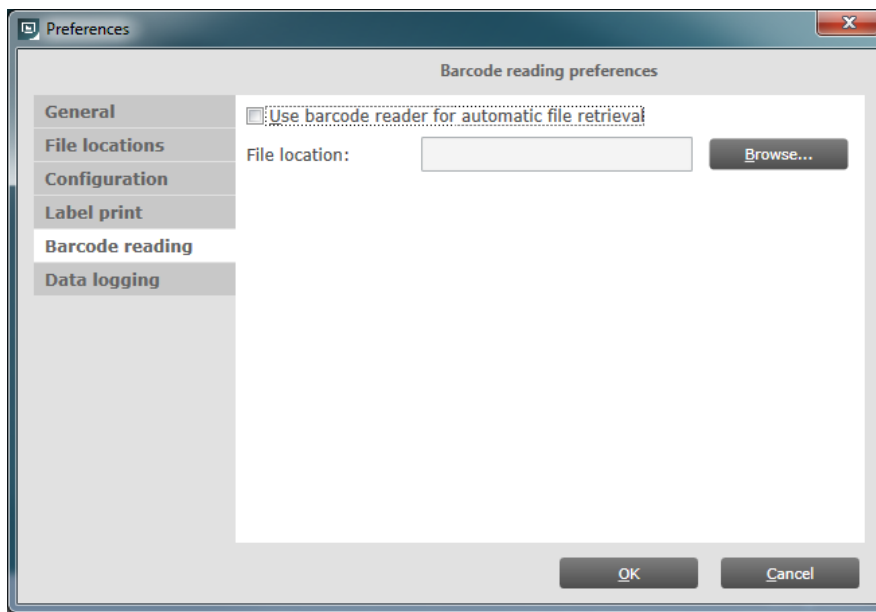 Preferences
Barcode reading preferences
General
File locations
Configuration
Label print
Barcode reading
Data logging
Use barcode reader for automatic file retrieval
File location:
Browse...
OK
Cancel